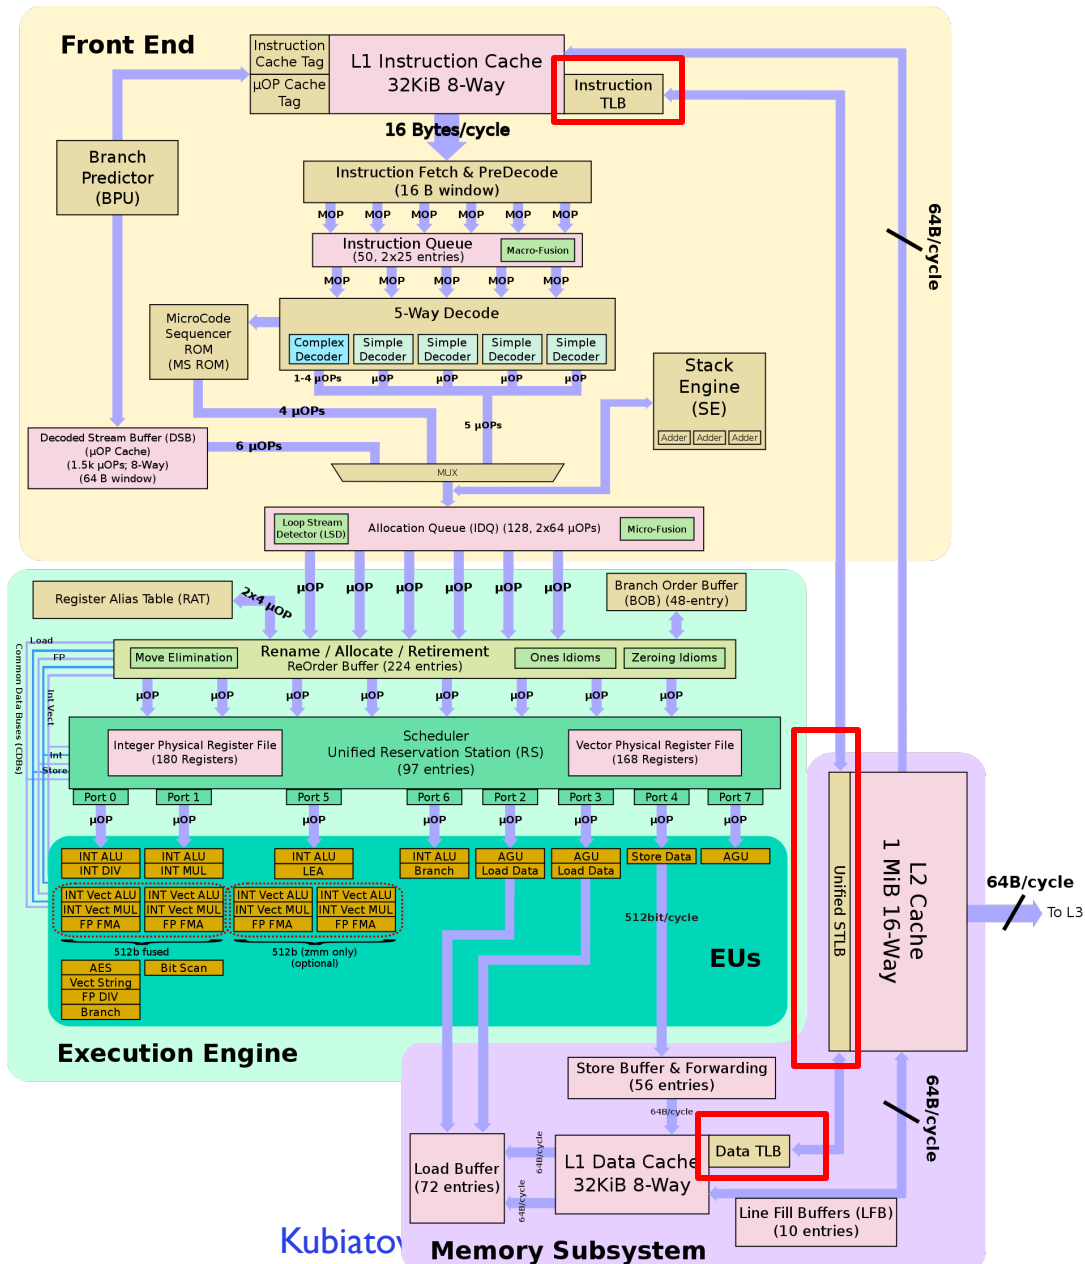 Front End
Instruction
Cache Tag
µOP Cache
Tag
L1 Instruction Cache
32KiB 8-Way
Instruction
TLB
16 Bytes/cycle
Branch
Predictor
(BPU)
Instruction Fetch & PreDecode
(16 B window)
MOP MOP MOP MOP MOP MOP
Instruction Queue
(50, 2x25 entries)
Macro-Fusion
MOP MOP MOP MOP MOP
64B/cycle
MicroCode
Sequencer
ROM
(MS ROM)
5-Way Decode
Complex
Decoder
Simple
Decoder
Simple
Decoder
Simple
Decoder
Simple
Decoder
1-4 µOPs µOP µOP µOP µOP
Stack
Engine
(SE)
Adder Adder Adder
4 µOPs
5 µOPs
6 µOPs
Decoded Stream Buffer (DSB)
(µOP Cache)
(1.5k µOPs; 8-Way)
(64 B window)
MUX
Loop Stream
Detector (LSD)
Allocation Queue (IDQ) (128, 2x64 µOPs)
Micro-Fusion
µOP µOP µOP µOP µOP µOP
Register Alias Table (RAT)
2x4 µOP
Branch Order Buffer
(BOB) (48-entry)
Load
FP
Common Data Buses (CDBs)
Int Vect
Int
Store
Move Elimination
Rename / Allocate / Retirement
ReOrder Buffer (224 entries)
Ones Idioms
Zeroing Idioms
µOP µOP µOP µOP µOP µOP µOP µOP
Integer Physical Register File
(180 Registers)
Scheduler
Unified Reservation Station (RS)
(97 entries)
Vector Physical Register File
(168 Registers)
Port 0 Port 1 Port 5 Port 6 Port 2 Port 3 Port 4 Port 7
µOP µOP µOP µOP µOP µOP µOP µOP
INT ALU
INT DIV
INT ALU
INT MUL
INT ALU
LEA
INT ALU
Branch
AGU
Load Data
AGU
Load Data
Store Data
AGU
INT Vect ALU
INT Vect MUL
FP FMA
INT Vect ALU
INT Vect MUL
FP FMA
INT Vect ALU
INT Vect MUL
FP FMA
INT Vect ALU
INT Vect MUL
FP FMA
512b fused
512b (zmm only)
(optional)
AES
Vect String
FP DIV
Branch
Bit Scan
512bit/cycle
EUs
Execution Engine
Unified STLB
L2 Cache
1 MiB 16-Way
64B/cycle
To L3
Store Buffer & Forwarding
(56 entries)
64B/cycle
64B/cycle
Load Buffer
(72 entries)
64B/cycle
64B/cycle
L1 Data Cache
32KiB 8-Way
Data TLB
Line Fill Buffers (LFB)
(10 entries)
Memory Subsystem